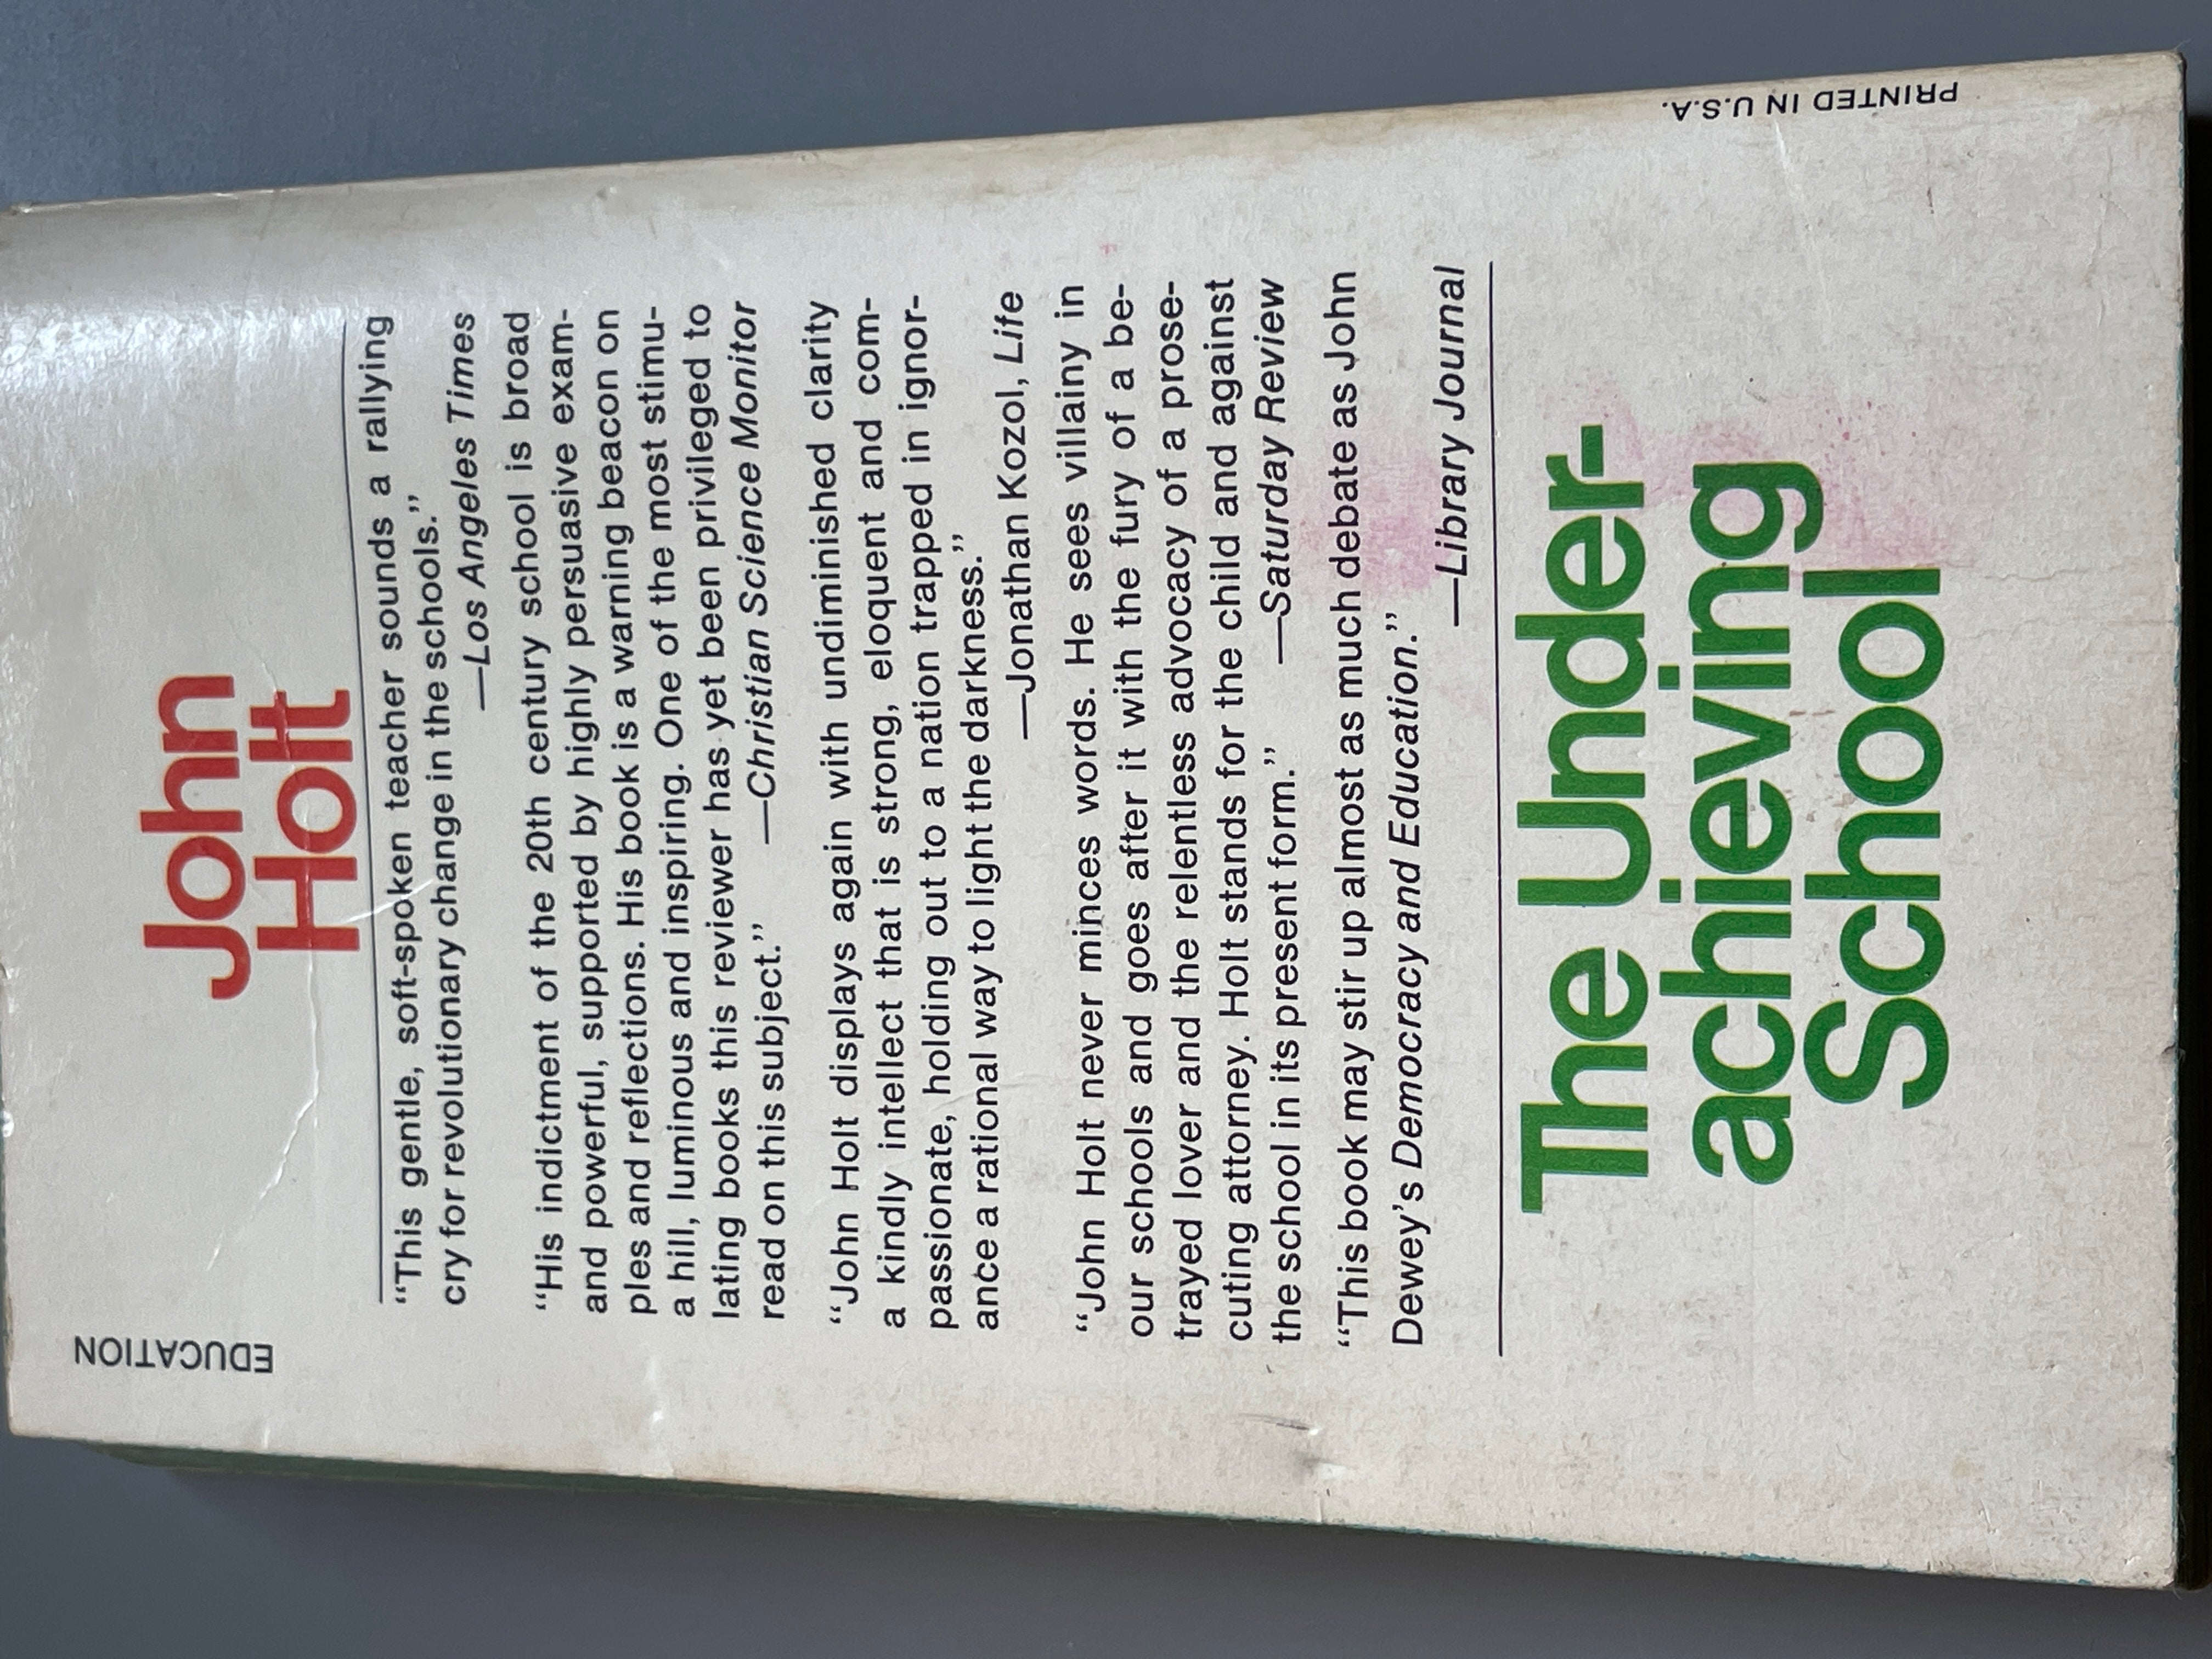 EDUCATION
John
Holt
“This gentle, soft-spoken teacher sounds a rallying
cry for revolutionary change in the schools.”
—Los Angeles Times
“His indictment of the 20th century school is broad
and powerful, supported by highly persuasive exam-
ples and reflections. His book is a warning beacon on
a hill, luminous and inspiring. One of the most stimu-
lating books this reviewer has yet been privileged to
read on this subject.” —Christian Science Monitor
“John Holt displays again with undiminished clarity
a kindly intellect that is strong, eloquent and com-
passionate, holding out to a nation trapped in ignor-
ance a rational way to light the darkness.”
—Jonathan Kozol, Life
“John Holt never minces words. He sees villainy in
our schools and goes after it with the fury of a be-
trayed lover and the relentless advocacy of a prose-
cuting attorney. Holt stands for the child and against
the school in its present form.” —Saturday Review
“This book may stir up almost as much debate as John
Dewey’s Democracy and Education.”
—Library Journal
The Under-
achieving
School
PRINTED IN U.S.A.